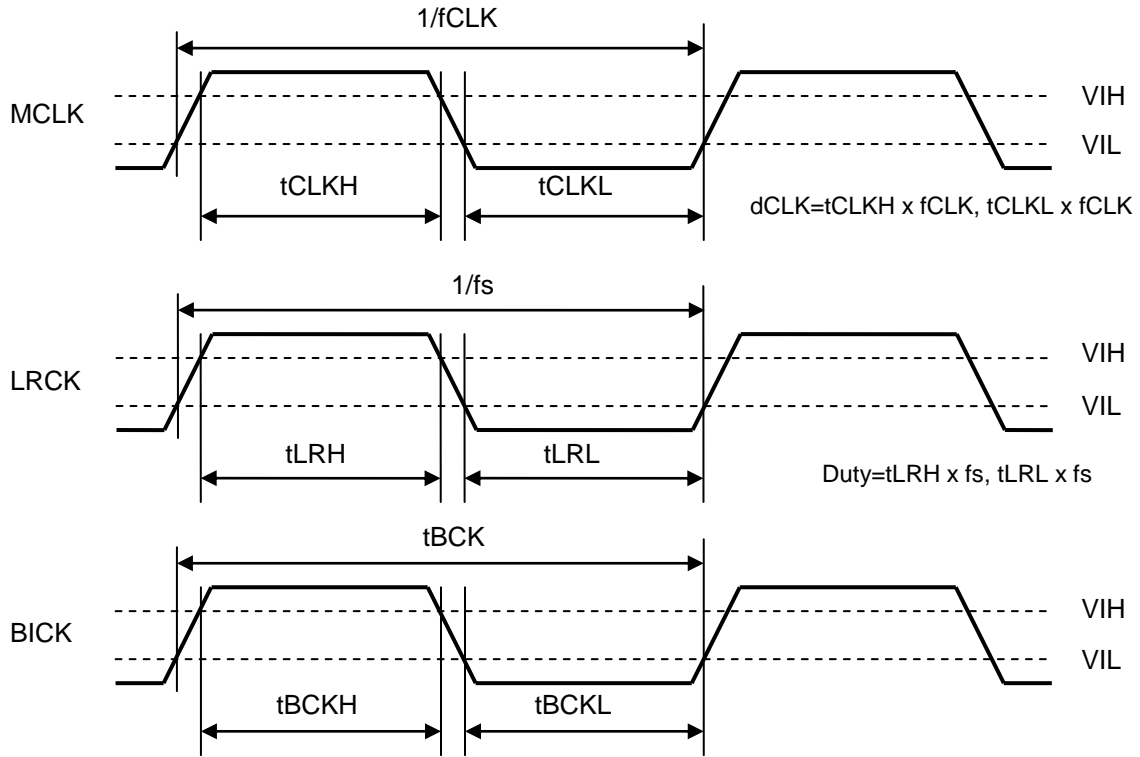 1/fCLK
MCLK
VIH
VIL
tCLKH
tCLKL
dCLK=tCLKH x fCLK, tCLKL x fCLK
1/fs
LRCK
VIH
VIL
tLRH
tLRL
Duty=tLRH x fs, tLRL x fs
tBCK
BICK
VIH
VIL
tBCKH
tBCKL